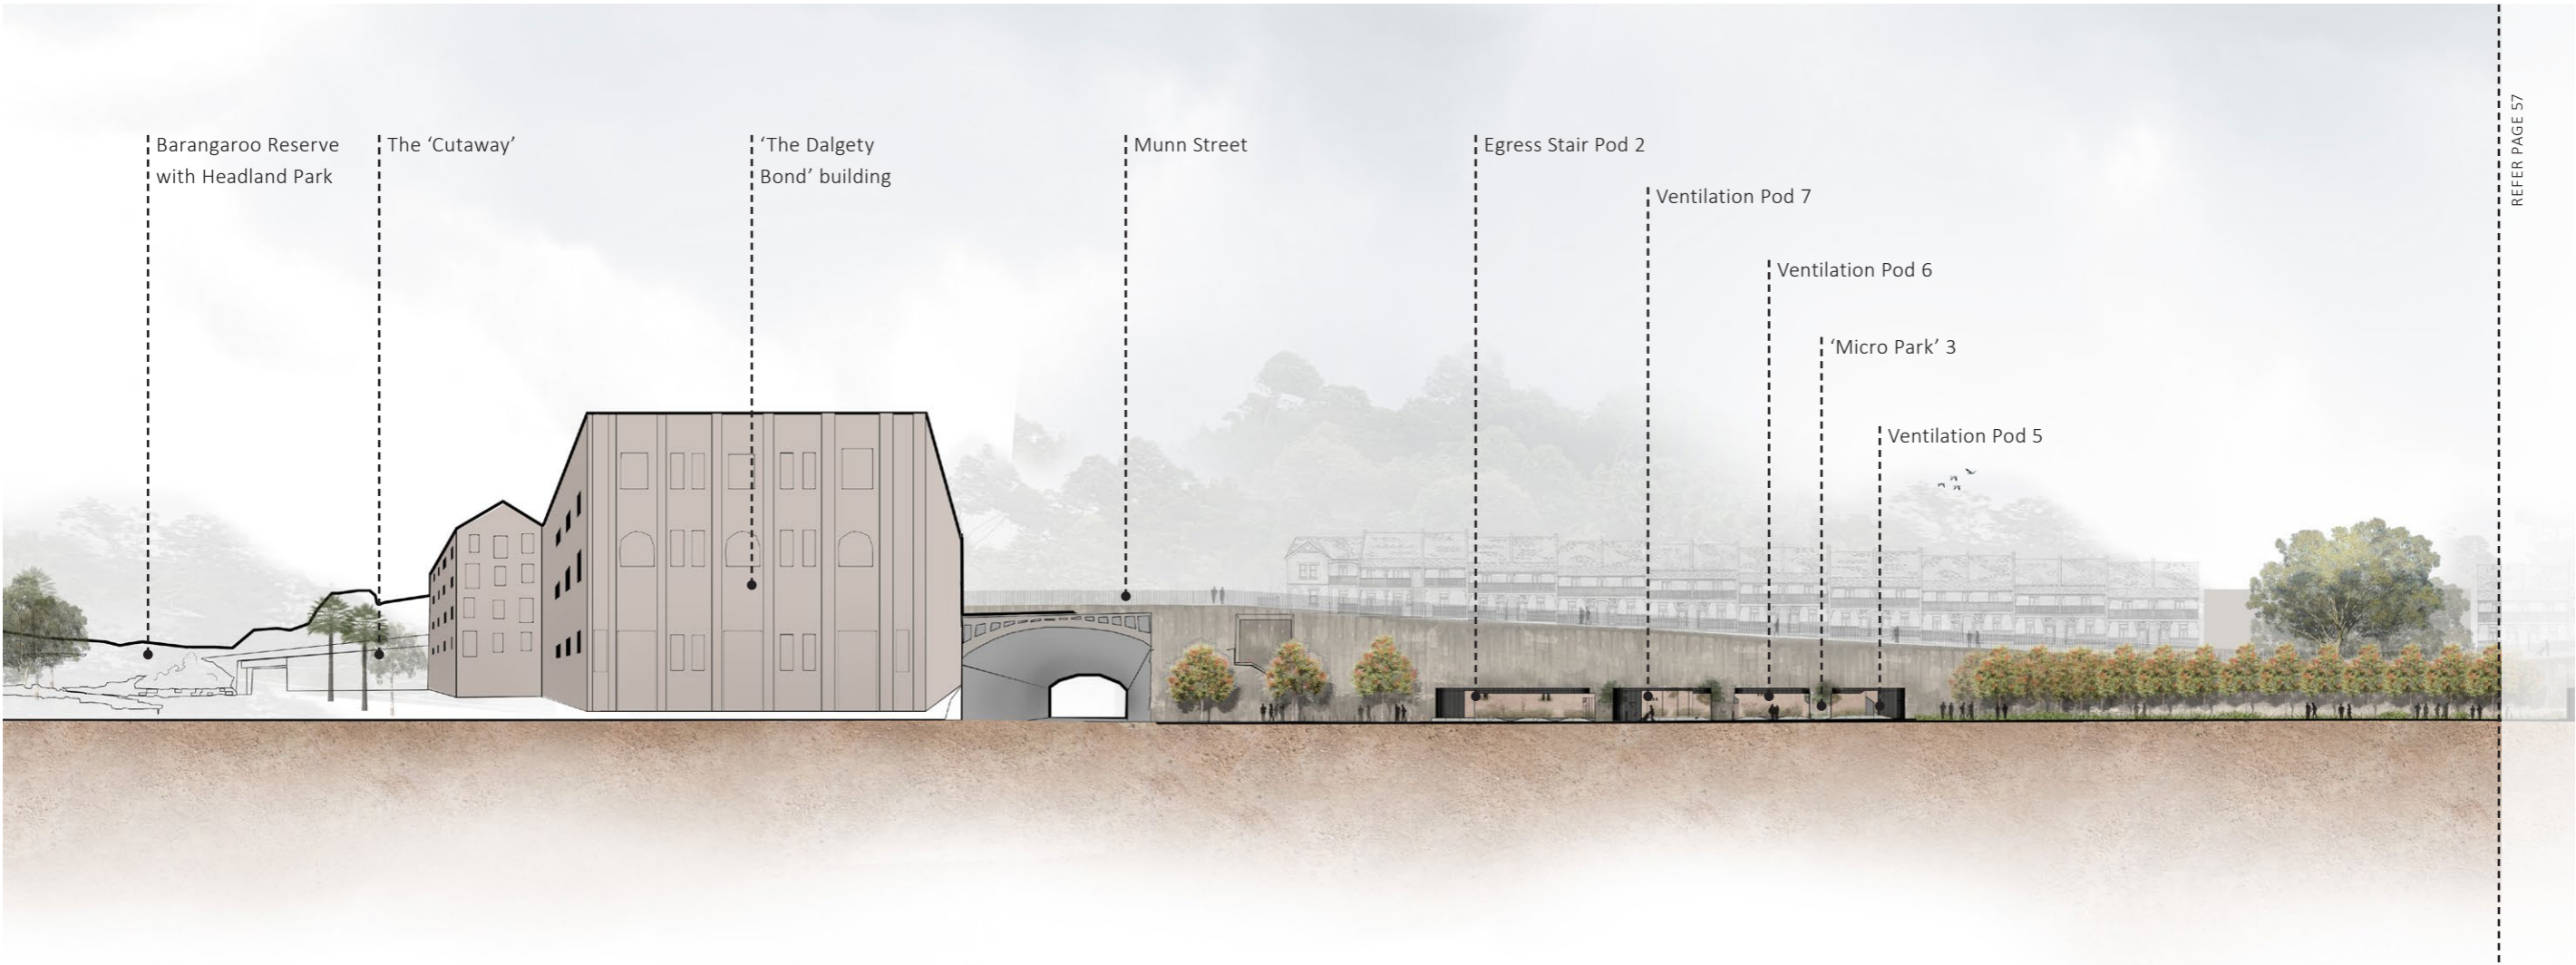 Barangaroo Reserve
with Headland Park
The ‘Cutaway’
‘The Dalgety
Bond’ building
Munn Street
Egress Stair Pod 2
Ventilation Pod 7
Ventilation Pod 6
‘Micro Park’ 3
Ventilation Pod 5
REFER PAGE 57